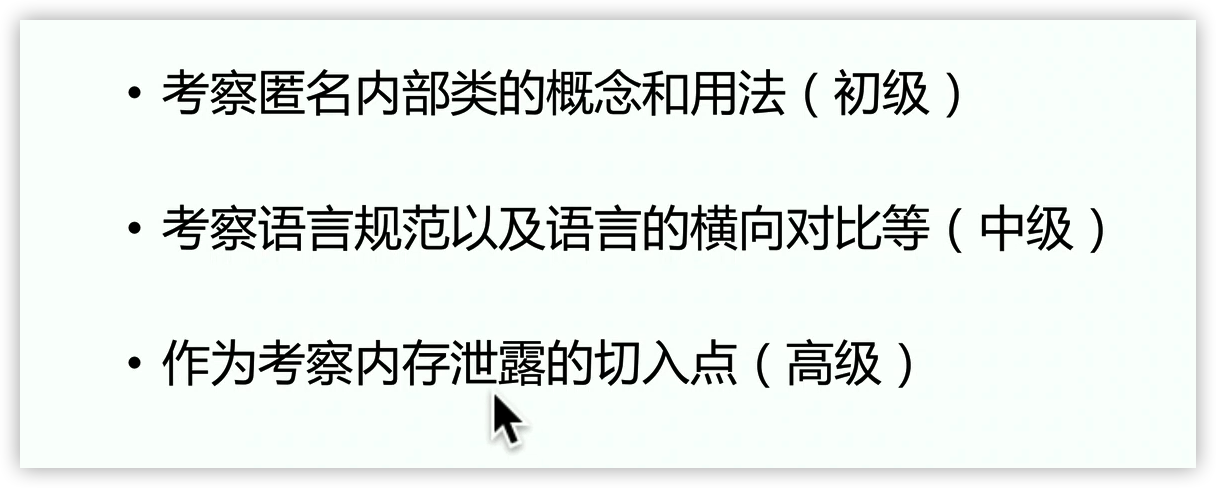 • 考察匿名内部类的概念和用法（初级）
• 考察语言规范以及语言的横向对比等（中级）
• 作为考察内存泄露的切入点（高级）